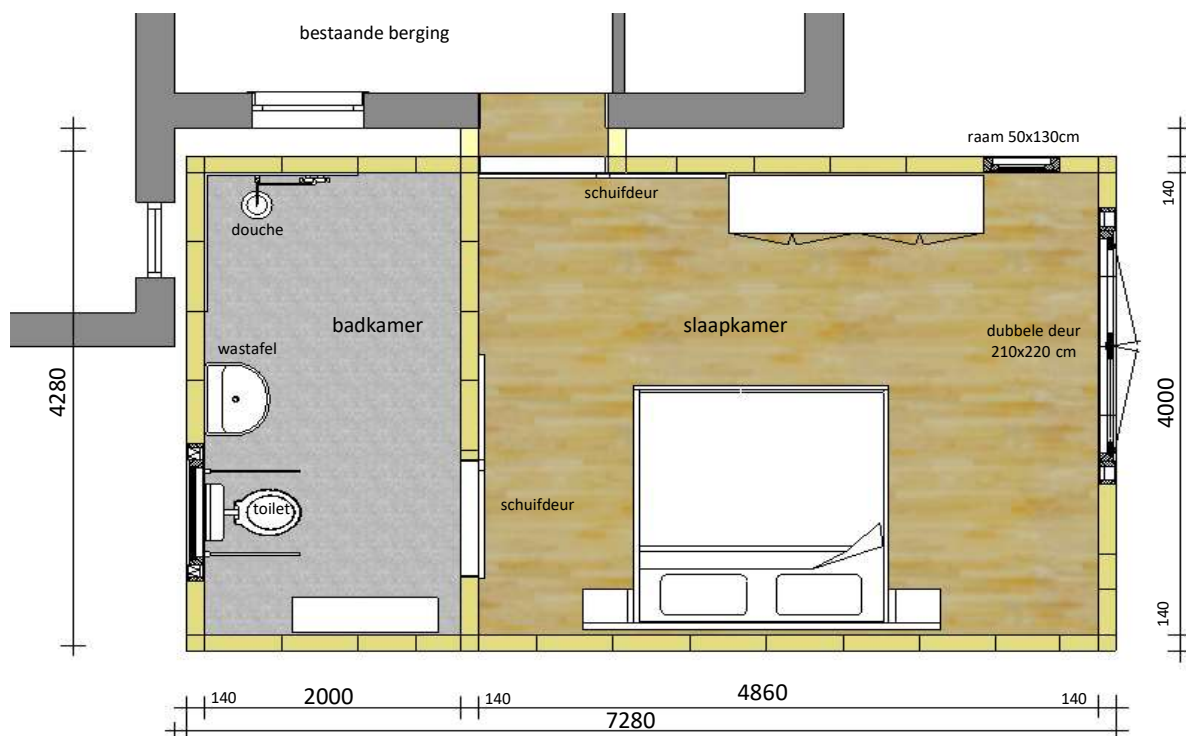 bestaande berging
raam 50x130cm
schuifdeur
140
douche
badkamer
slaapkamer
dubbele deur
210x220 cm
wastafel
4280
4000
toilet
schuifdeur
140
140
2000
140
4860
140
7280